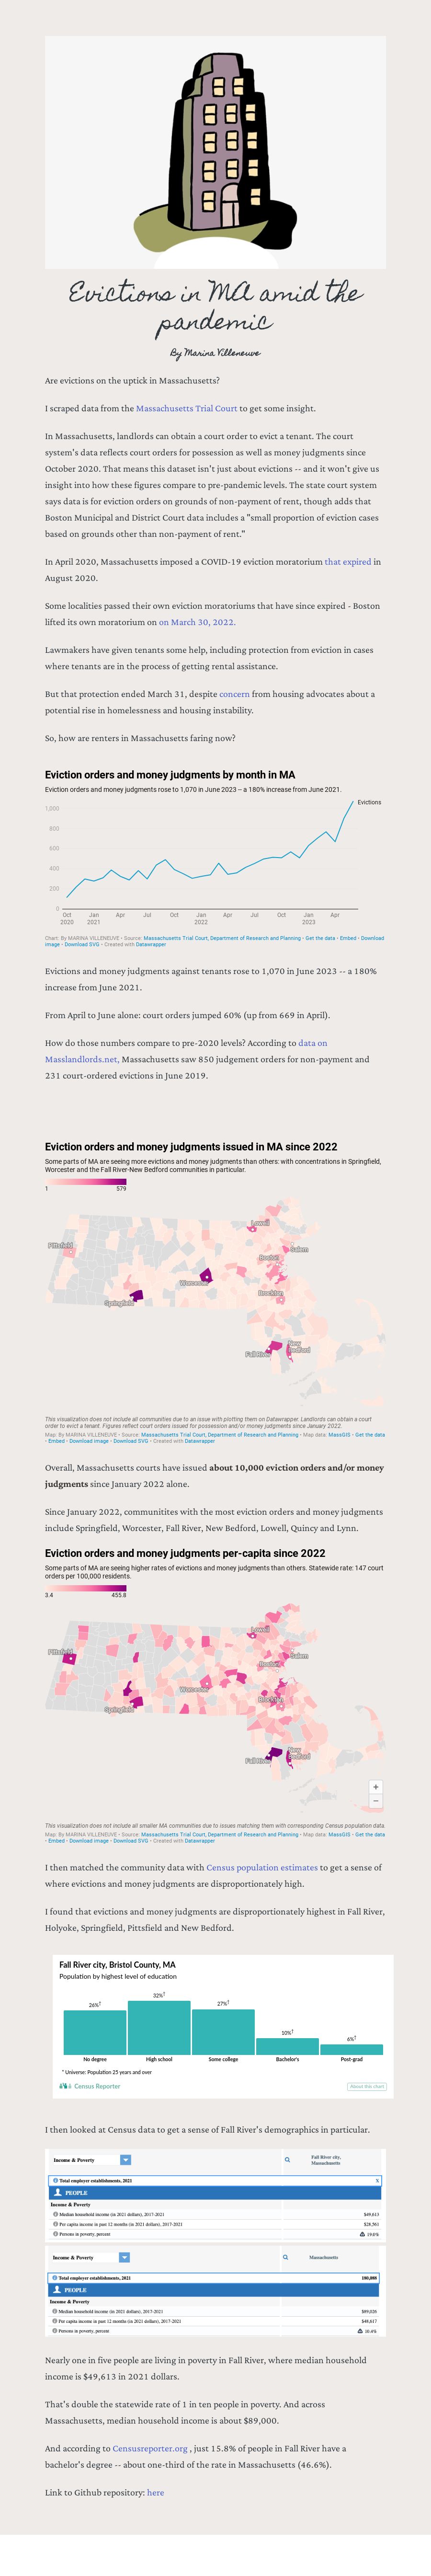 Evictions in MA amid the
pandemic
By Marina Villeneuve
Are evictions on the uptick in Massachusetts?
I scraped data from the Massachusetts Trial Court to get some insight.
In Massachusetts, landlords can obtain a court order to evict a tenant. The court
system's data reflects court orders for possession as well as money judgments since
October 2020. That means this dataset isn't just about evictions -- and it won't give us
insight into how these figures compare to pre-pandemic levels. The state court system
says data is for eviction orders on grounds of non-payment of rent, though adds that
Boston Municipal and District Court data includes a "small proportion of eviction cases
based on grounds other than non-payment of rent."
In April 2020, Massachusetts imposed a COVID-19 eviction moratorium that expired in
August 2020.
Some localities passed their own eviction moratoriums that have since expired - Boston
lifted its own moratorium on on March 30, 2022.
Lawmakers have given tenants some help, including protection from eviction in cases
where tenants are in the process of getting rental assistance.
But that protection ended March 31, despite concern from housing advocates about a
potential rise in homelessness and housing instability.
So, how are renters in Massachusetts faring now?
Eviction orders and money judgments by month in MA
Eviction orders and money judgments rose to 1,070 in June 2023 – a 180% increase from June 2021.
Evictions
1,000
800
600
400
200
0
Oct Jan Apr Jul Oct Jan Apr Jul Oct Jan Apr
2020 2021 2022 2023
Chart: By MARINA VILLENEUVE • Source: Massachusetts Trial Court, Department of Research and Planning • Get the data • Embed • Download
image • Download SVG • Created with Datawrapper
Evictions and money judgments against tenants rose to 1,070 in June 2023 -- a 180%
increase from June 2021.
From April to June alone: court orders jumped 60% (up from 669 in April).
How do those numbers compare to pre-2020 levels? According to data on
Masslandlords.net, Massachusetts saw 850 judgement orders for non-payment and
231 court-ordered evictions in June 2019.
Eviction orders and money judgments issued in MA since 2022
Some parts of MA are seeing more evictions and money judgments than others: with concentrations in Springfield,
Worcester and the Fall River-New Bedford communities in particular.
1 579
Lowell
Pittsfield
Salem
Boston
Worcester
Brockton
Springfield
New
Bedford
Fall River
This visualization does not include all communities due to an issue with plotting them on Datawrapper. Landlords can obtain a court
order to evict a tenant. Figures reflect court orders issued for possession and/or money judgments since January 2022.
Map: By MARINA VILLENEUVE • Source: Massachusetts Trial Court, Department of Research and Planning • Map data: MassGIS • Get the data
• Embed • Download image • Download SVG • Created with Datawrapper
Overall, Massachusetts courts have issued about 10,000 eviction orders and/or money
judgments since January 2022 alone.
Since January 2022, communitites with the most eviction orders and money judgments
include Springfield, Worcester, Fall River, New Bedford, Lowell, Quincy and Lynn.
Eviction orders and money judgments per-capita since 2022
Some parts of MA are seeing higher rates of evictions and money judgments than others. Statewide rate: 147 court
orders per 100,000 residents.
3.4 455.8
Lowell
Pittsfield
Salem
Boston
Worcester
Brockton
Springfield
New
Bedford
Fall River
+
−
This visualization does not include all smaller MA communities due to issues matching them with corresponding Census population data.
Map: By MARINA VILLENEUVE • Source: Massachusetts Trial Court, Department of Research and Planning • Map data: MassGIS • Get the data
• Embed • Download image • Download SVG • Created with Datawrapper
I then matched the community data with Census population estimates to get a sense of
where evictions and money judgments are disproportionately high.
I found that evictions and money judgments are disproportionately highest in Fall River,
Holyoke, Springfield, Pittsfield and New Bedford.
Fall River city, Bristol County, MA
Population by highest level of education
26%† 32%† 27%† 10%† 6%†
No degree High school Some college Bachelor's Post-grad
* Universe: Population 25 years and over
Census Reporter
About this chart
I then looked at Census data to get a sense of Fall River's demographics in particular.
Income & Poverty
Fall River city,
Massachusetts
Total employer establishments, 2021 X
PEOPLE
Income & Poverty
Median household income (in 2021 dollars), 2017-2021 $49,613
Per capita income in past 12 months (in 2021 dollars), 2017-2021 $28,561
Persons in poverty, percent 19.0%
Income & Poverty
Massachusetts
Total employer establishments, 2021
PEOPLE
Income & Poverty
Median household income (in 2021 dollars), 2017-2021 $89,026
Per capita income in past 12 months (in 2021 dollars), 2017-2021 $48,617
Persons in poverty, percent 10.4%
Nearly one in five people are living in poverty in Fall River, where median household
income is $49,613 in 2021 dollars.
That's double the statewide rate of 1 in ten people in poverty. And across
Massachusetts, median household income is about $89,000.
And according to Censusreporter.org , just 15.8% of people in Fall River have a
bachelor's degree -- about one-third of the rate in Massachusetts (46.6%).
Link to Github repository: here